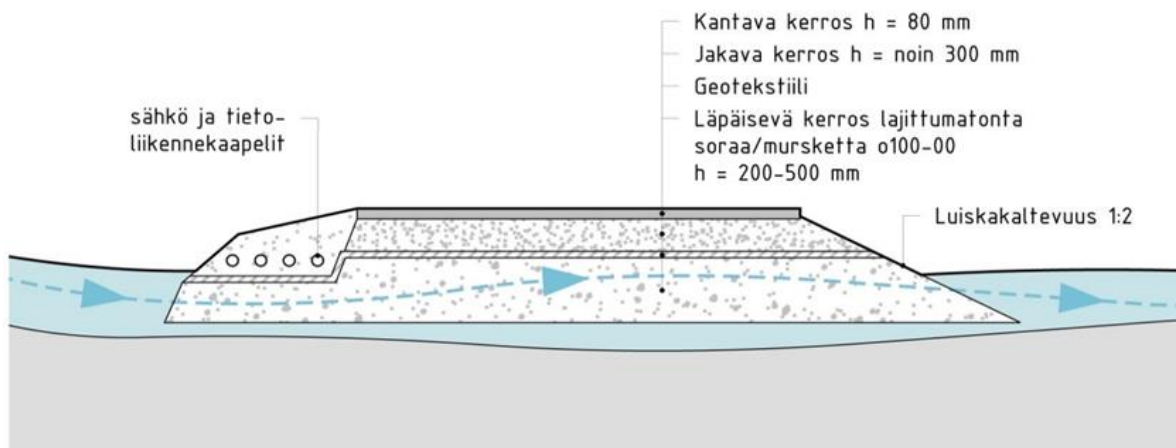 Kantava kerros h = 80 mm
Jakava kerros h = noin 300 mm
Geotekstiili
Läpäisevä kerros lajittumatonta
soraa/mursketta o100-00
h = 200-500 mm
sähkö ja tieto-
liikennekaapelit
Luiskakaltevuus 1:2